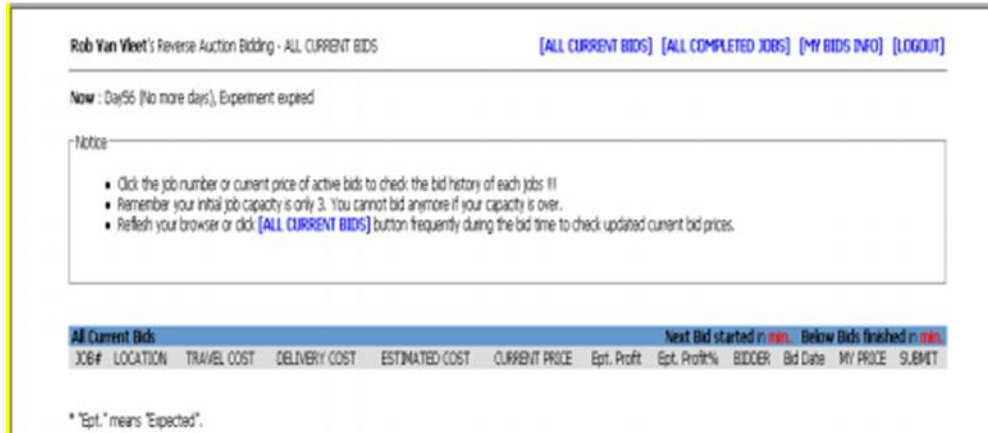 Rob Van Vleet's Reverse Auction Bidding - ALL CURRENT BIDS [ALL CURRENT BIDS] [ALL COMPLETED JOBS] [MY BIDS INFO] [LOGOUT]
Now : Day56 (No more days), Experiment expired
Notice
• Click the job number or current price of active bids to check the bid history of each jobs !!!
• Remember your initial job capacity is only 3. You cannot bid anymore if your capacity is over.
• Reflesh your browser or click [ALL CURRENT BIDS] button frequently during the bid time to check updated current bid prices.
All Current Bids Next Bid started in min. Below Bids finished in min.
JOB# LOCATION TRAVEL COST DELIVERY COST ESTIMATED COST CURRENT PRICE Ept. Profit Ept. Profit% BIDDER Bid Date MY PRICE SUBMIT
* "Ept." means "Expected".